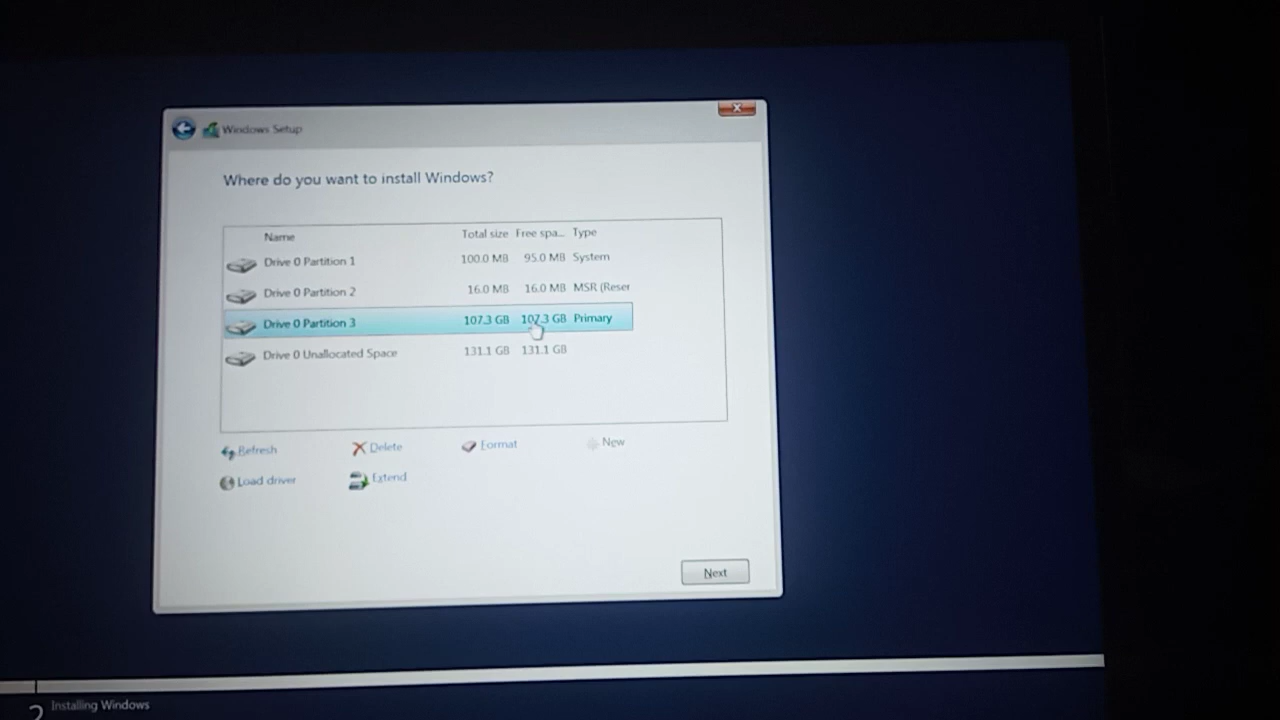 Windows Setup
Where do you want to install Windows?
Name Total size Free spa... Type
Drive 0 Partition 1 100.0 MB 95.0 MB System
Drive 0 Partition 2 16.0 MB 16.0 MB MSR (Reser
Drive 0 Partition 3 107.3 GB 107.3 GB Primary
Drive 0 Unallocated Space 131.1 GB 131.1 GB
Refresh Delete Format New
Load driver Extend
Next
2 Installing Windows